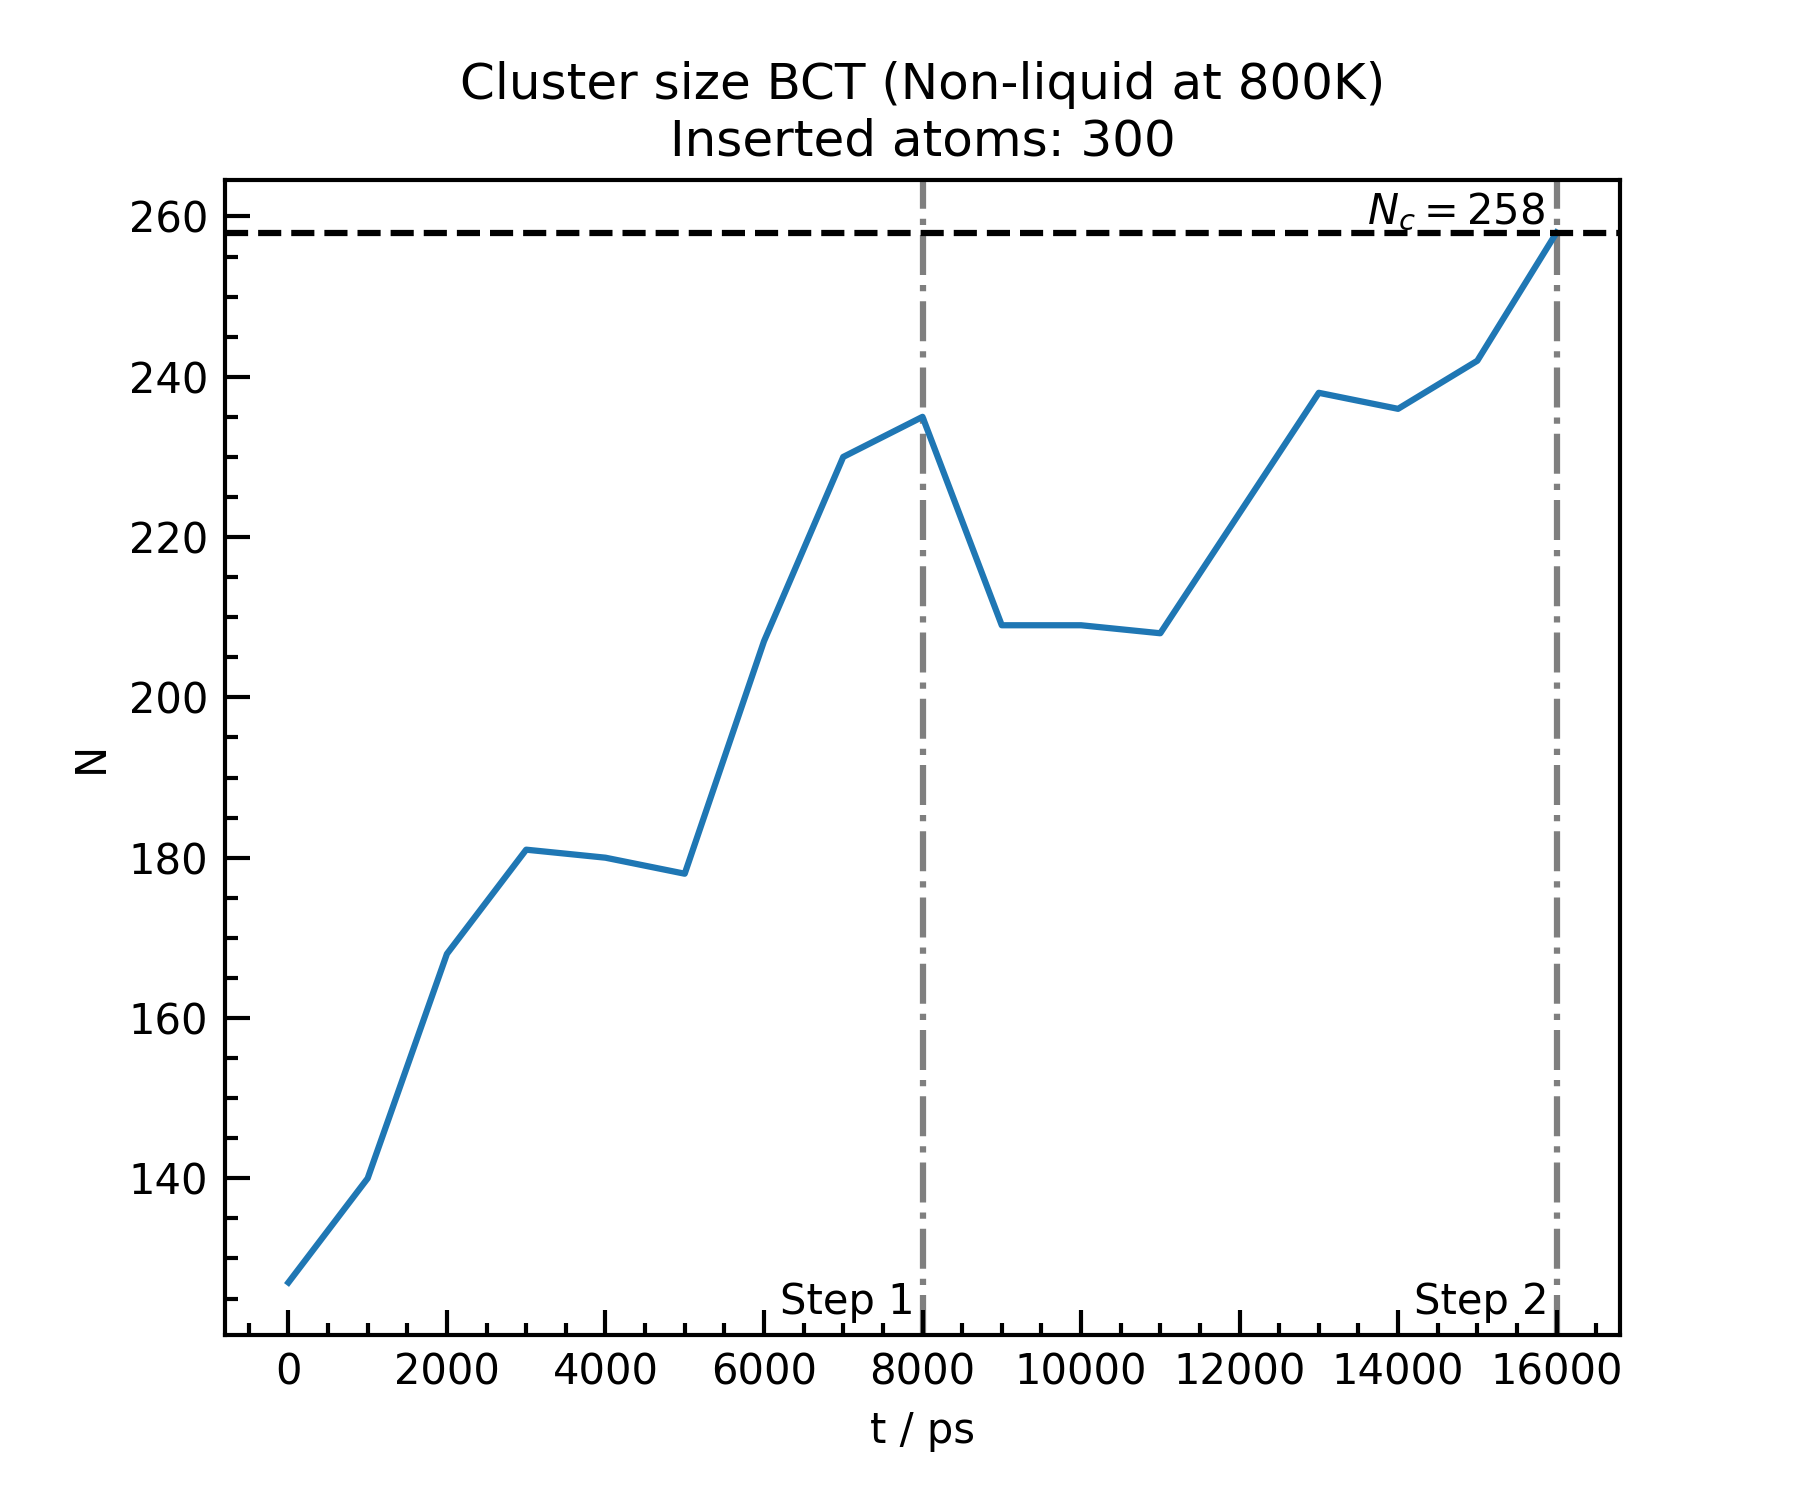 Cluster size BCT (Non-liquid at 800K)
Inserted atoms: 300
N_c = 258
260
240
220
200
180
160
140
N
Step 1
Step 2
0 2000 4000 6000 8000 10000 12000 14000 16000
t / ps